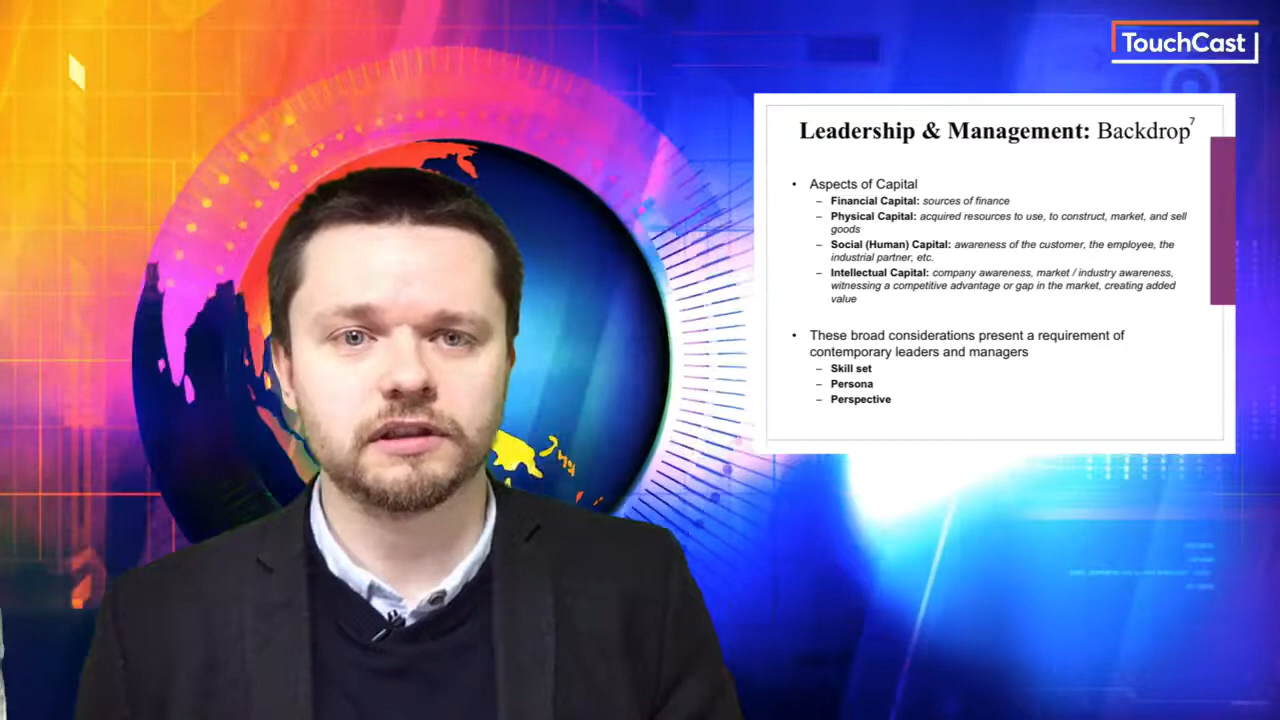 TouchCast
Leadership & Management: Backdrop
7
• Aspects of Capital
– Financial Capital: sources of finance
– Physical Capital: acquired resources to use, to construct, market, and sell
goods
– Social (Human) Capital: awareness of the customer, the employee, the
industrial partner, etc.
– Intellectual Capital: company awareness, market / industry awareness,
witnessing a competitive advantage or gap in the market, creating added
value
• These broad considerations present a requirement of
contemporary leaders and managers
– Skill set
– Persona
– Perspective